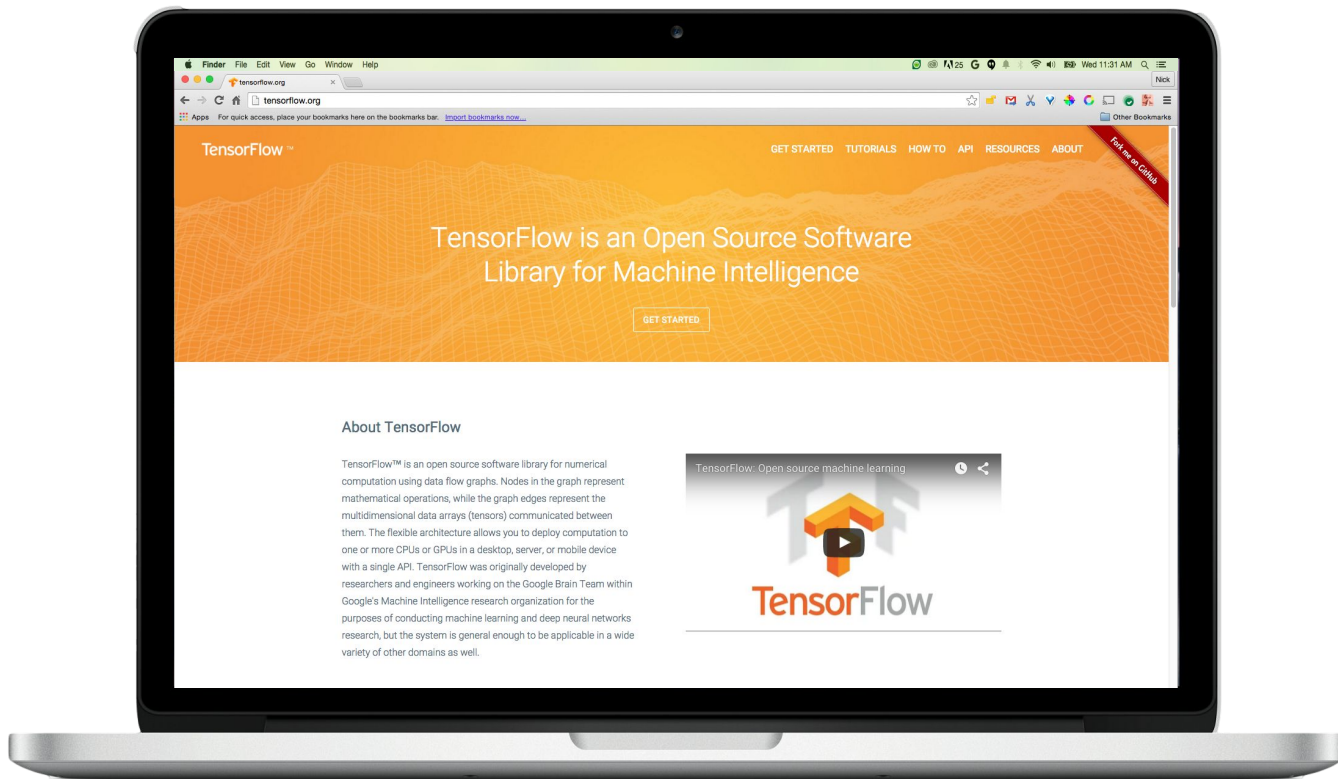 Finder File Edit View Go Window Help 25 Wed 11:31 AM
tensorflow.org Nick
tensorflow.org
Apps For quick access, place your bookmarks here on the bookmarks bar. Import bookmarks now... Other Bookmarks
TensorFlow ™ GET STARTED TUTORIALS HOW TO API RESOURCES ABOUT
Fork me on GitHub
TensorFlow is an Open Source Software
Library for Machine Intelligence
GET STARTED
About TensorFlow
TensorFlow™ is an open source software library for numerical
computation using data flow graphs. Nodes in the graph represent
mathematical operations, while the graph edges represent the
multidimensional data arrays (tensors) communicated between
them. The flexible architecture allows you to deploy computation to
one or more CPUs or GPUs in a desktop, server, or mobile device
with a single API. TensorFlow was originally developed by
researchers and engineers working on the Google Brain Team within
Google's Machine Intelligence research organization for the
purposes of conducting machine learning and deep neural networks
research, but the system is general enough to be applicable in a wide
variety of other domains as well.
TensorFlow: Open source machine learning
TensorFlow